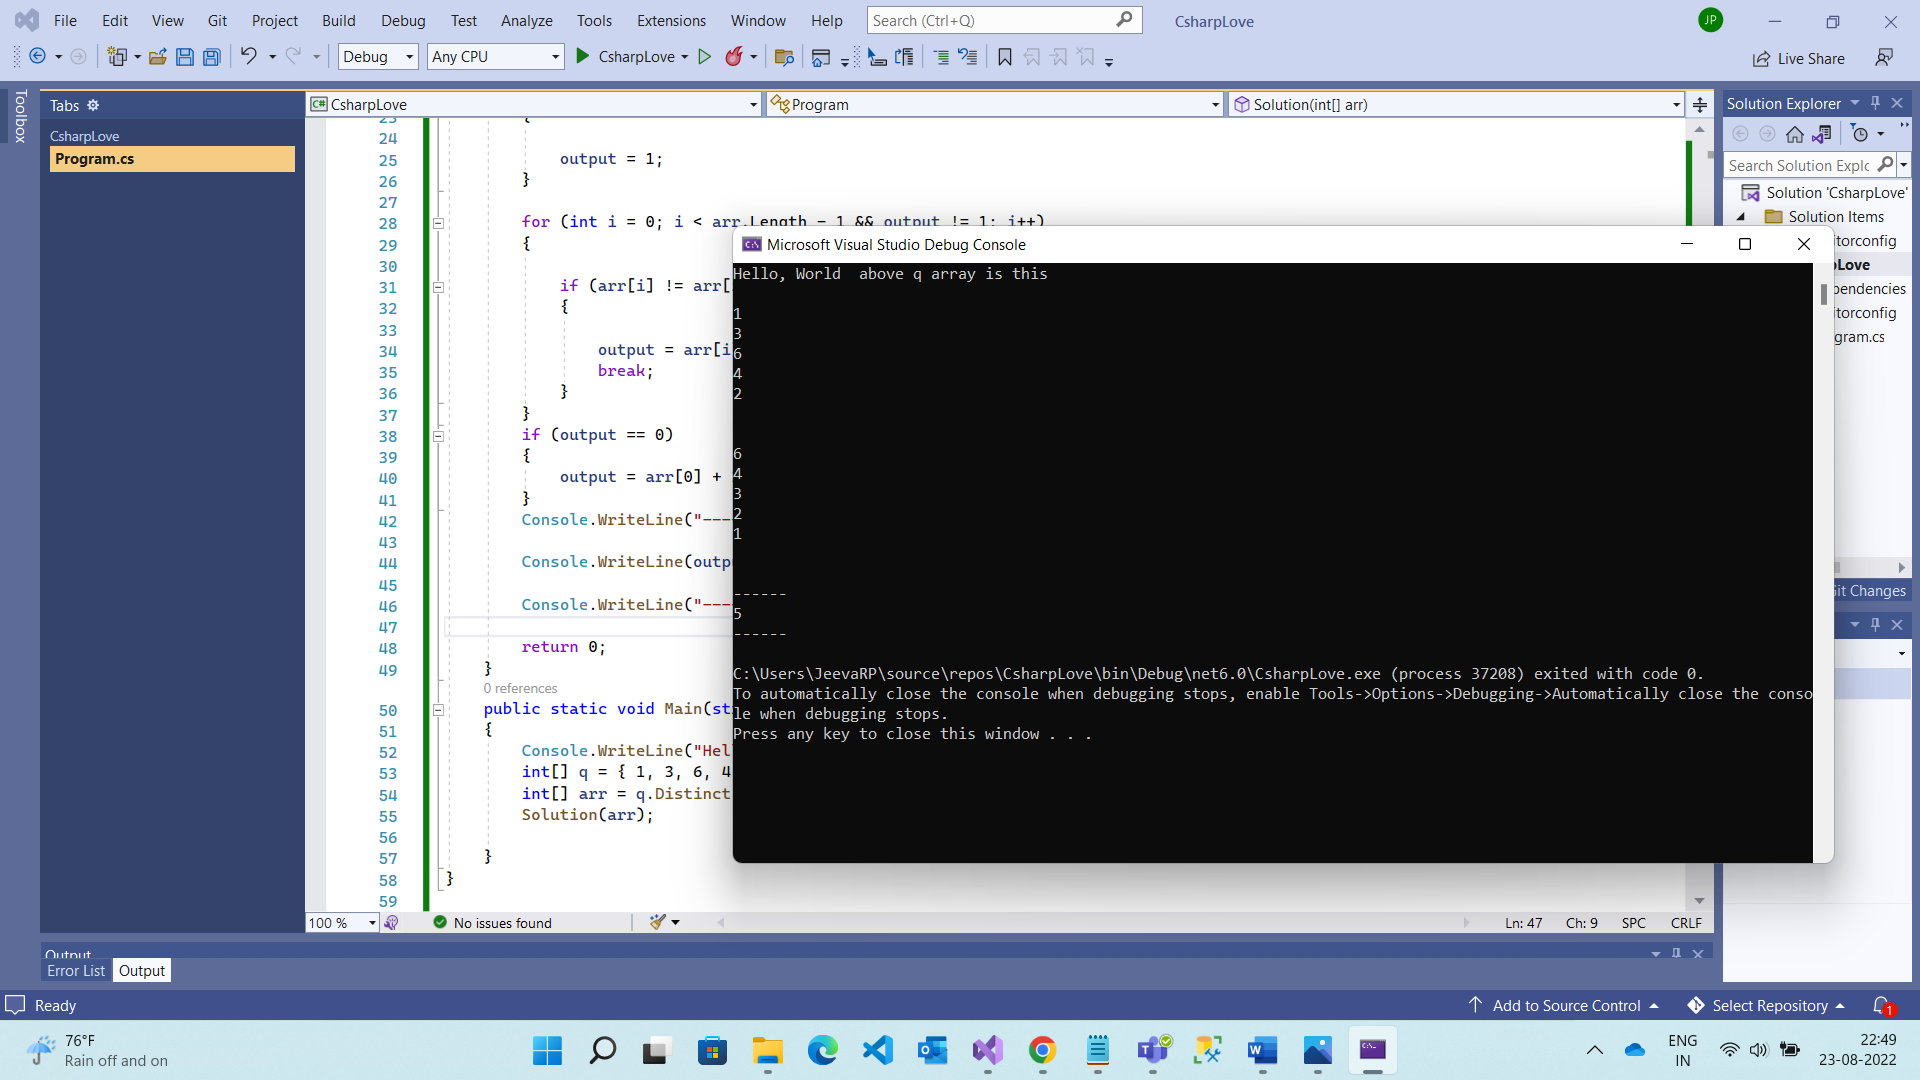 File Edit View Git Project Build Debug Test Analyze Tools Extensions Window Help Search (Ctrl+Q) CsharpLove JP
Debug Any CPU CsharpLove Live Share
Toolbox
Tabs
CsharpLove
Program.cs
CsharpLove Program Solution(int[] arr)
23 {
24
25 output = 1;
26 }
27
28 for (int i = 0; i < arr.Length - 1 && output != 1; i++)
29 {
30
31 if (arr[i] != arr[
32 {
33
34 output = arr[i
35 break;
36 }
37 }
38 if (output == 0)
39 {
40 output = arr[0] +
41 }
42 Console.WriteLine("---
43
44 Console.WriteLine(outp
45
46 Console.WriteLine("---
47
48 return 0;
49 }
0 references
50 public static void Main(st
51 {
52 Console.WriteLine("Hel
53 int[] q = { 1, 3, 6, 4
54 int[] arr = q.Distinct
55 Solution(arr);
56
57 }
58 }
59
100 % No issues found Ln: 47 Ch: 9 SPC CRLF
Microsoft Visual Studio Debug Console
Hello, World  above q array is this
1
3
6
4
2
6
4
3
2
1
------
5
------
C:\Users\JeevaRP\source\repos\CsharpLove\bin\Debug\net6.0\CsharpLove.exe (process 37208) exited with code 0.
To automatically close the console when debugging stops, enable Tools->Options->Debugging->Automatically close the conso
le when debugging stops.
Press any key to close this window . . .
Solution Explorer
Search Solution Explc
Solution 'CsharpLove'
Solution Items
itorconfig
oLove
pendencies
itorconfig
gram.cs
Git Changes
Output
Error List Output
Ready Add to Source Control Select Repository 1
76°F
Rain off and on
ENG
IN
22:49
23-08-2022